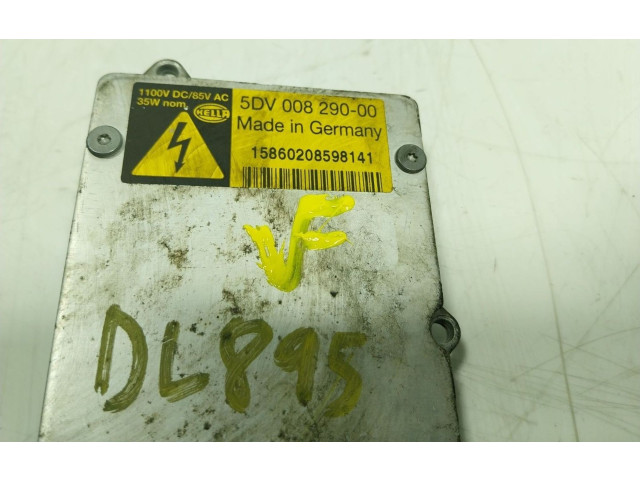 1100V DC/85V AC
35W nom.
HELLA
5DV 008 290-00
Made in Germany
15860208598141
VF
DL895